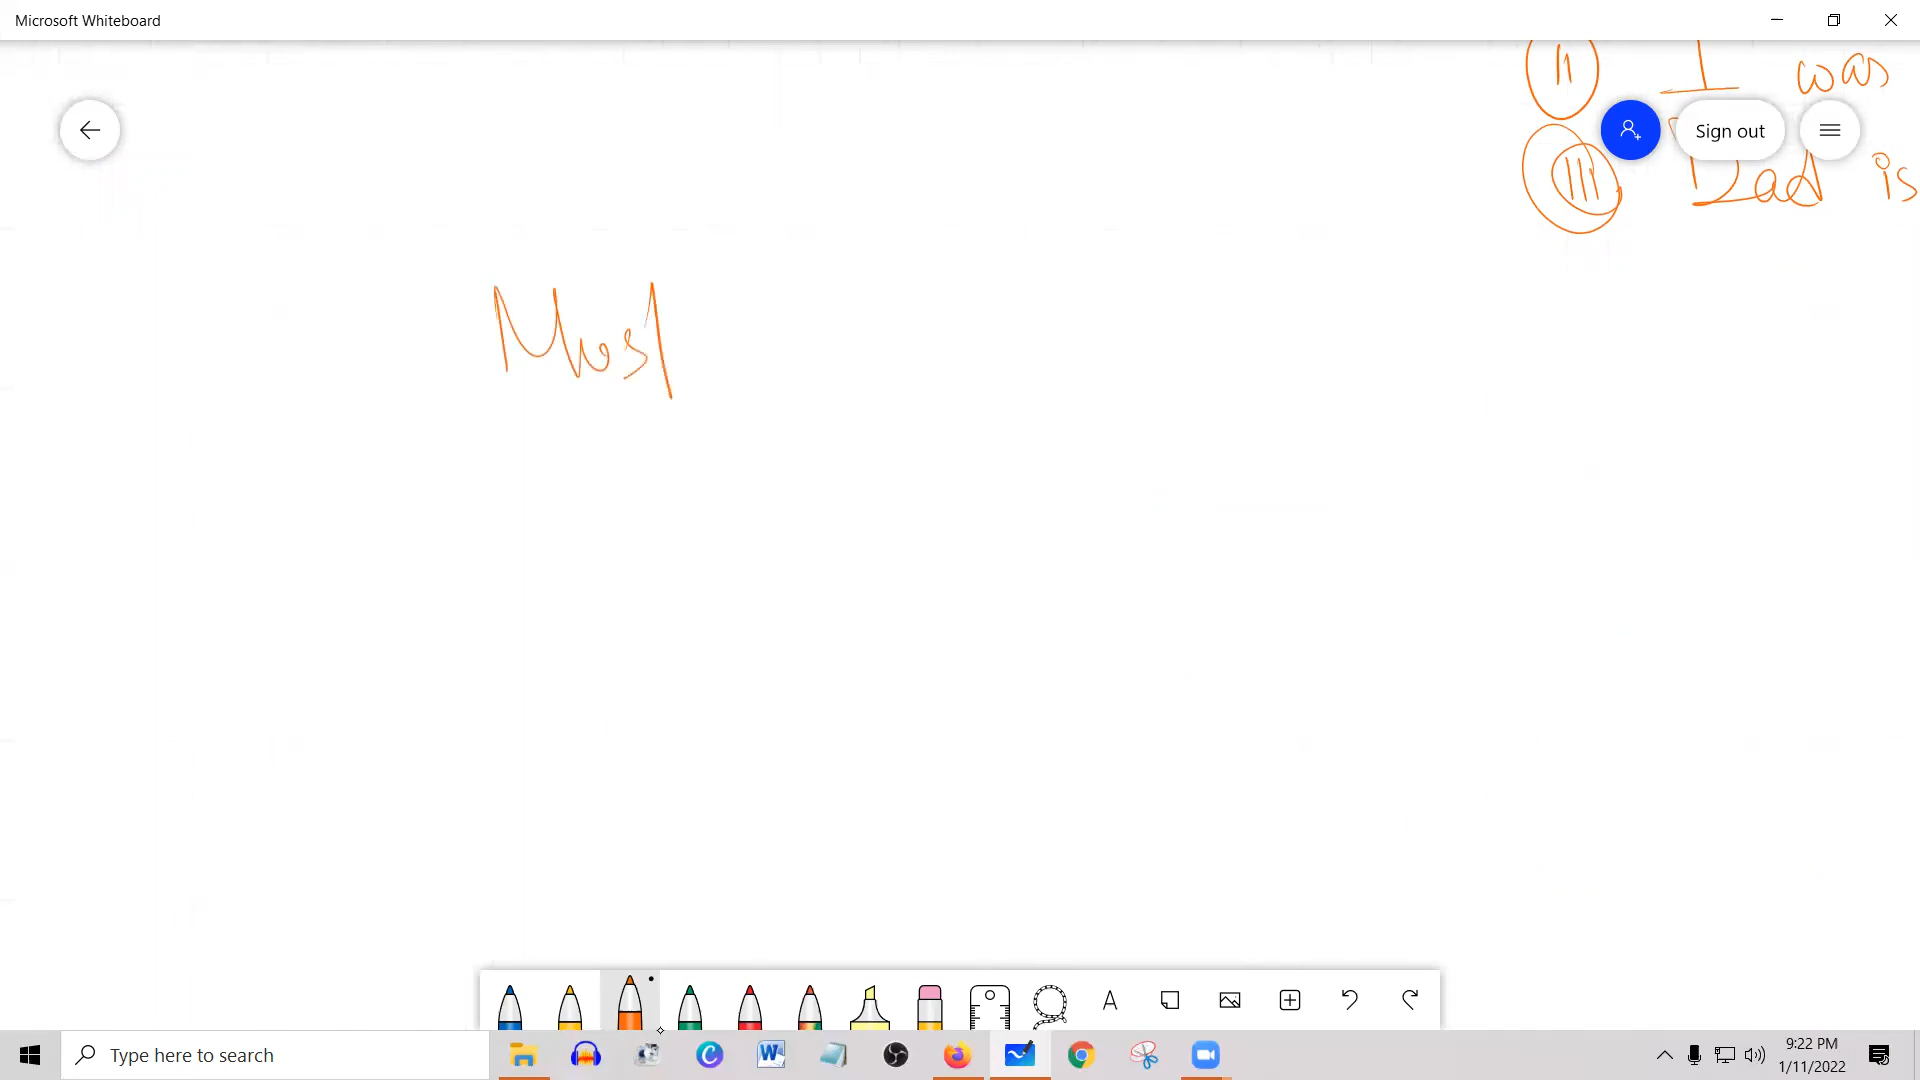 Microsoft Whiteboard
II I was
Sign out
III Dad is
Type here to search
9:22 PM
1/11/2022